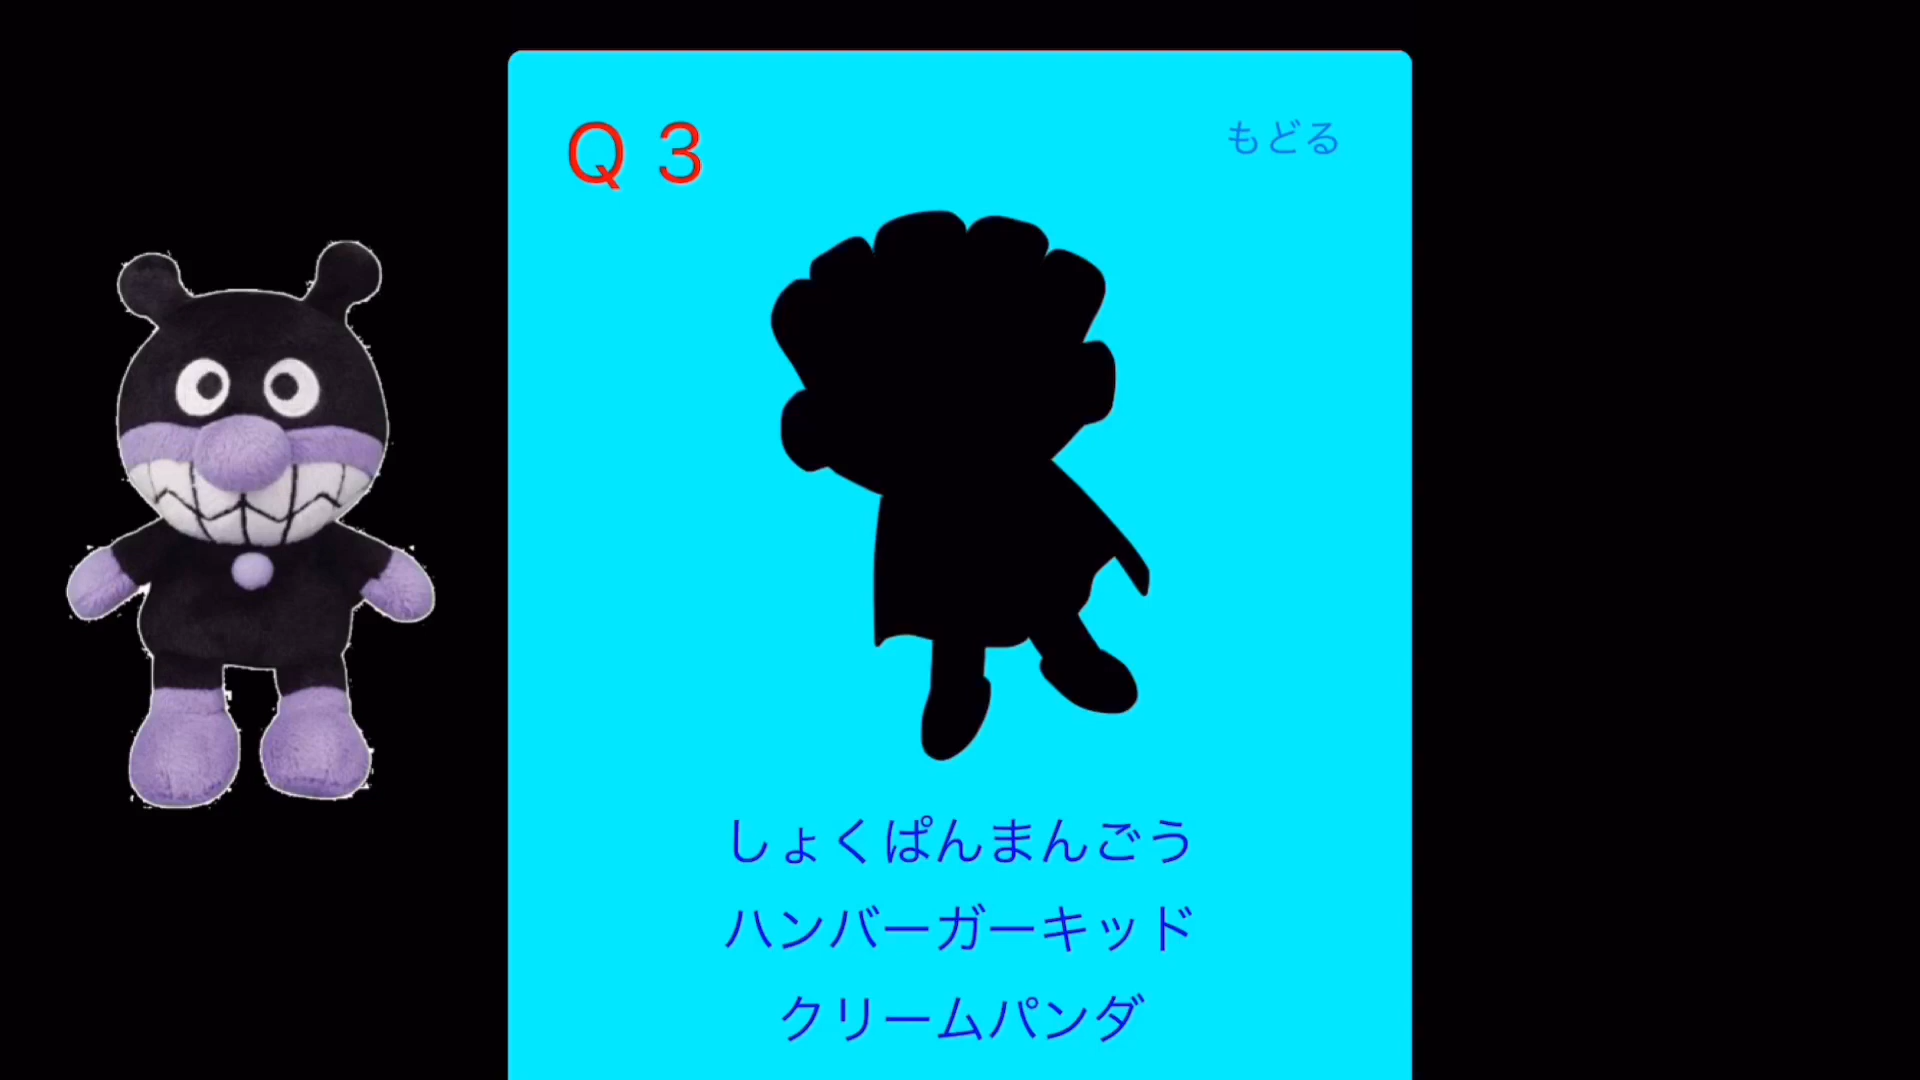 Q 3
もどる
しょくぱんまんごう
ハンバーガーキッド
クリームパンダ